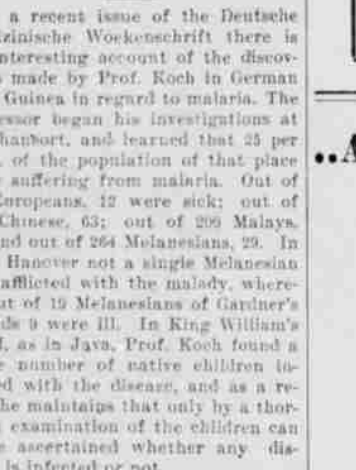 a recent issue of the Deutsche
zinische Wockenschrift there is
nteresting account of the discov-
made by Prof. Koch in German
Guinea in regard to malaria. The
essor began his investigations at
and learned that 25 per
of the population of that place
suffering from malaria. Out of
Europeans, 12 were sick; out of
Chinese, 63; out of 209 Malays,
nd out of 264 Melanesians, 29. In
Hanover not a single Melanesian
afflicted with the malady, where-
ut of 19 Melanesians of Gardner's
ds 9 were ill. In King William's
as in Java, Prof. Koch found a
number of native children in-
ed with the disease, and as a re-
he maintains that only by a thor-
examination of the children can
ascertained whether any dis-
is infected or not
..A